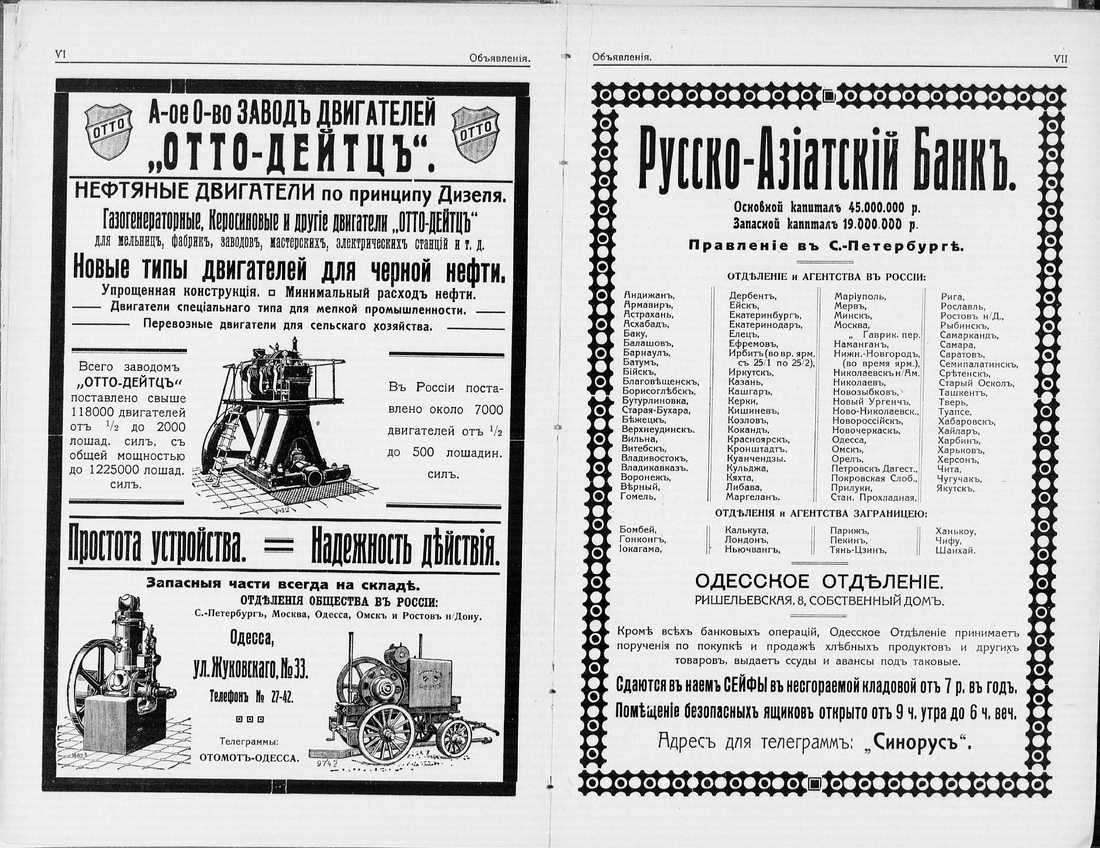 VI
Объявленія.
ОТТО
ОТТО
А-ое О-во ЗАВОДЪ ДВИГАТЕЛЕЙ
„ОТТО-ДЕЙТЦЪ“.
НЕФТЯНЫЕ ДВИГАТЕЛИ по принципу Дизеля.
Газогенераторные, Керосиновые и другіе двигатели „ОТТО-ДЕЙТЦЪ“
для мельницъ, фабрикъ, заводовъ, мастерскихъ, электрическихъ станцій и т. д.
Новые типы двигателей для черной нефти.
Упрощенная конструкція. Минимальный расходъ нефти.
Двигатели спеціальнаго типа для мелкой промышленности.
Перевозные двигатели для сельскаго хозяйства.
Всего заводомъ
„ОТТО-ДЕЙТЦЪ“
поставлено свыше
118000 двигателей
отъ ½ до 2000
лошад. силъ, съ
общей мощностью
до 1225000 лошад.
силъ.
Въ Россіи поста-
влено около 7000
двигателей отъ ½
до 500 лошадин.
силъ.
Простота устройства. = Надежность дѣйствія.
Запасныя части всегда на складѣ.
ОТДѢЛЕНІЯ ОБЩЕСТВА ВЪ РОССІИ:
С.-Петербургъ, Москва, Одесса, Омскъ и Ростовъ н/Дону.
Одесса,
ул. Жуковскаго, № 33.
Телефонъ № 27-42.
Телеграммы:
ОТОМОТ-ОДЕССА.
9742
Объявленія.
VII
Русско-Азіатскій Банкъ.
Основной капиталъ 45.000.000 р.
Запасной капиталъ 19.000.000 р.
Правленіе въ С.-Петербургѣ.
ОТДѢЛЕНІЕ и АГЕНТСТВА ВЪ РОССІИ:
Андижанъ,
Армавиръ,
Астрахань,
Асхабадъ,
Баку,
Балашовъ,
Барнаулъ,
Батумъ,
Бійскъ,
Благовѣщенскъ,
Борисоглѣбскъ,
Бутурлиновка,
Старая-Бухара,
Бѣжецкъ,
Верхнеудинскъ.
Вильна,
Витебскъ,
Владивостокъ,
Владикавказъ.
Воронежъ,
Вѣрный,
Гомель,
Дербентъ,
Ейскъ,
Екатеринбургъ,
Екатеринодаръ,
Елецъ,
Ефремовъ,
Ирбитъ (во вр. ярм.
съ 25/1 по 25/2),
Иркутскъ,
Казань,
Кашгаръ,
Керки,
Кишиневъ,
Козловъ,
Кокандъ,
Красноярскъ,
Кронштадтъ,
Куанчендзы.
Кульджа,
Кяхта,
Либава,
Маргеланъ.
Маріуполь,
Мервъ,
Минскъ,
Москва,
„ Гаврик. пер.
Наманганъ,
Нижн.-Новгородъ,
(во время ярм.),
Николаевскъ н/Ам.
Николаевъ,
Новозыбковъ,
Новый Ургенчъ,
Ново-Николаевск.,
Новороссійскъ,
Новочеркаскъ,
Одесса,
Омскъ,
Орелъ,
Петровскъ Дагест.,
Покровская Слоб.,
Прилуки,
Стан. Прохладная,
Рига,
Рославль,
Ростовъ н/Д.,
Рыбинскъ,
Самаркандъ,
Самара,
Саратовъ,
Семипалатинскъ,
Срѣтенскъ,
Старый Осколъ,
Ташкентъ,
Тверь,
Туапсе,
Хабаровскъ,
Хайларъ,
Харбинъ,
Харьковъ,
Херсонъ,
Чита,
Чугучакъ,
Якутскъ,
ОТДѢЛЕНІЯ и АГЕНТСТВА ЗАГРАНИЦЕЮ:
Бомбей,
Гонконгъ,
Іокагама,
Калькута,
Лондонъ,
Ньючвангъ,
Парижъ,
Пекинъ,
Тянь-Цзинъ,
Ханькоу,
Чифу,
Шанхай.
ОДЕССКОЕ ОТДѢЛЕНІЕ.
РИШЕЛЬЕВСКАЯ, 8, СОБСТВЕННЫЙ ДОМЪ.
Кромѣ всѣхъ банковыхъ операцій, Одесское Отдѣленіе принимаетъ
порученія по покупкѣ и продажѣ хлѣбныхъ продуктовъ и другихъ
товаровъ, выдаетъ ссуды и авансы подъ таковые.
Сдаются въ наемъ СЕЙФЫ въ несгораемой кладовой отъ 7 р. въ годъ.
Помѣщеніе безопасныхъ ящиковъ открыто отъ 9 ч. утра до 6 ч. веч.
Адресъ для телеграммъ: „Синорусъ“.